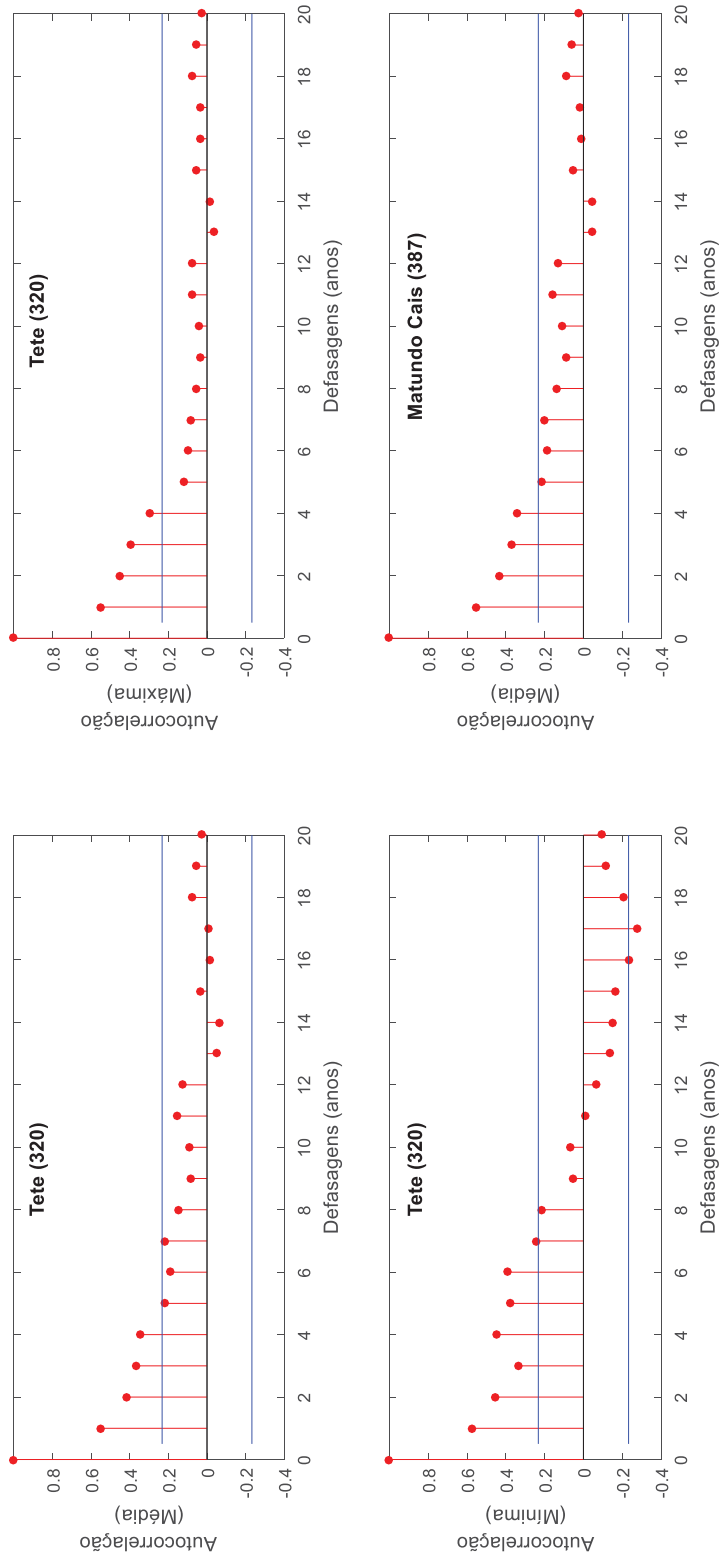 Tete (320)
Autocorrelação
(Média)
0.8
0.6
0.4
0.2
0
-0.2
-0.4
0 2 4 6 8 10 12 14 16 18 20
Defasagens (anos)
Tete (320)
Autocorrelação
(Máxima)
0.8
0.6
0.4
0.2
0
-0.2
-0.4
0 2 4 6 8 10 12 14 16 18 20
Defasagens (anos)
Tete (320)
Autocorrelação
(Mínima)
0.8
0.6
0.4
0.2
0
-0.2
-0.4
0 2 4 6 8 10 12 14 16 18 20
Defasagens (anos)
Matundo Cais (387)
Autocorrelação
(Média)
0.8
0.6
0.4
0.2
0
-0.2
-0.4
0 2 4 6 8 10 12 14 16 18 20
Defasagens (anos)